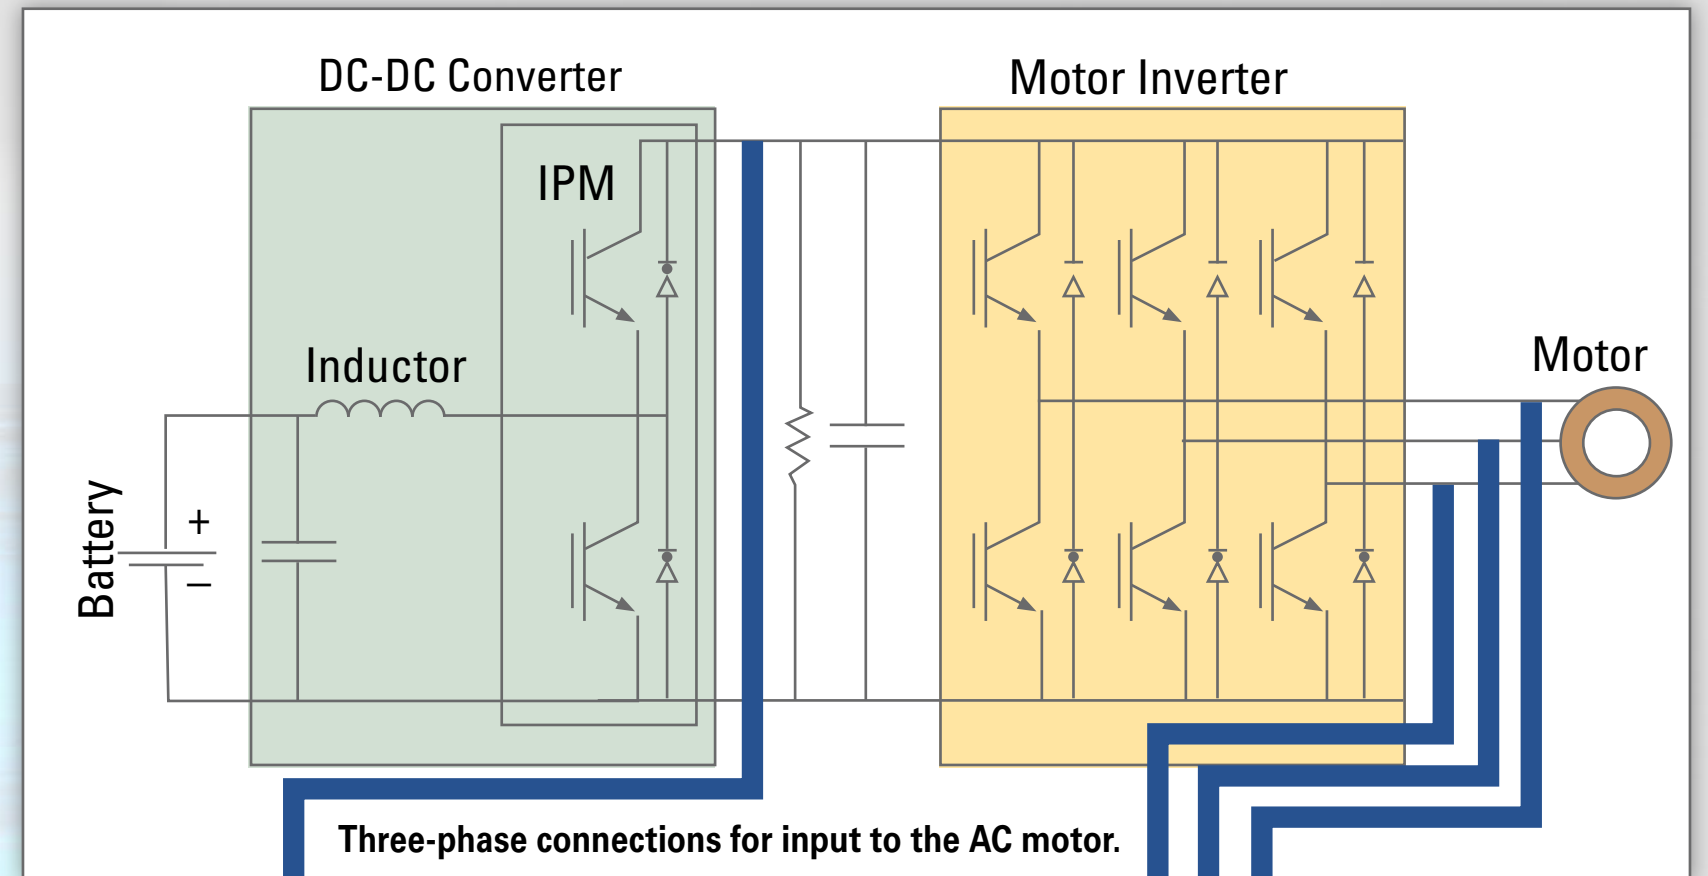 DC-DC Converter
Motor Inverter
IPM
Inductor
Motor
Battery
+
–
Three-phase connections for input to the AC motor.